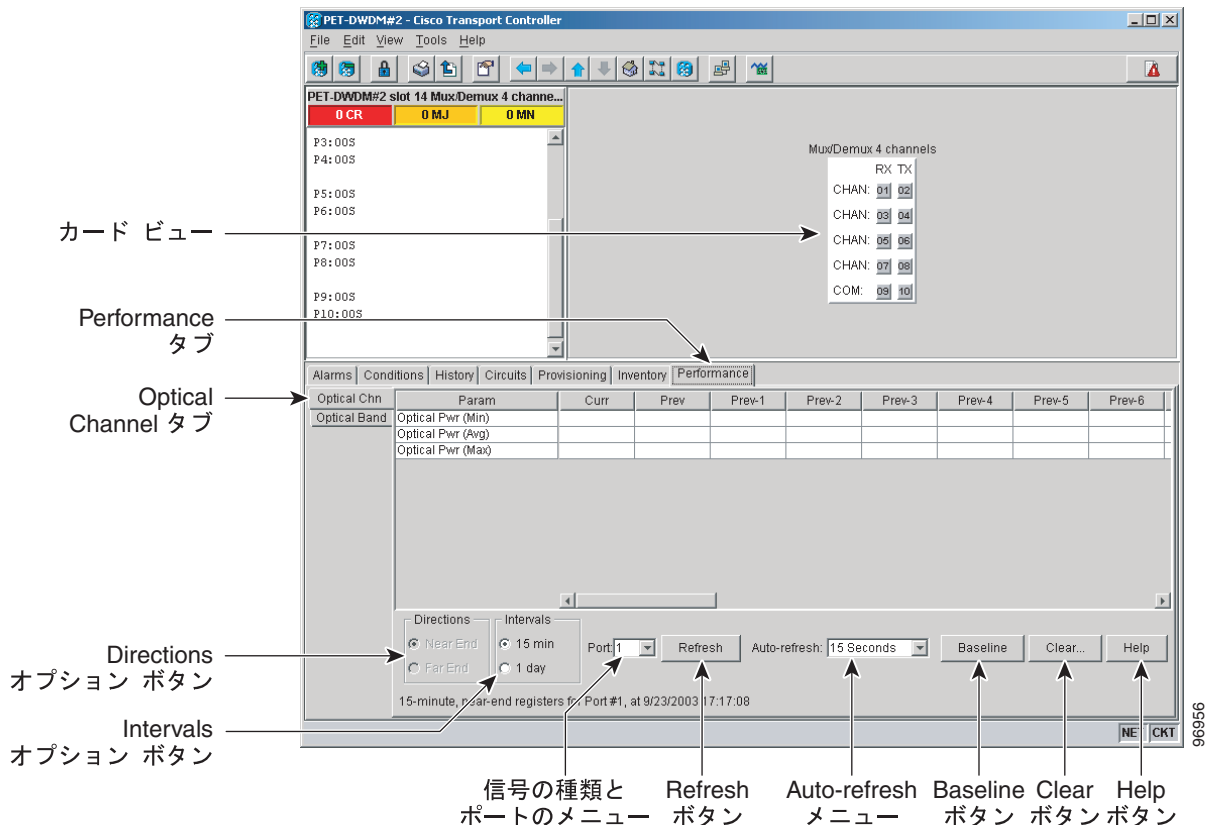 PET-DWDM#2 - Cisco Transport Controller
File Edit View Tools Help
PET-DWDM#2 slot 14 Mux/Demux 4 channe...
0 CR 0 MJ 0 MN
P3:OOS
P4:OOS
P5:OOS
P6:OOS
P7:OOS
P8:OOS
P9:OOS
P10:OOS
Mux/Demux 4 channels
RX TX
CHAN: 01 02
CHAN: 03 04
CHAN: 05 06
CHAN: 07 08
COM: 09 10
カード ビュー
Performance
タブ
Optical
Channel タブ
Directions
オプション ボタン
Intervals
オプション ボタン
Alarms Conditions History Circuits Provisioning Inventory Performance
Optical Chn
Optical Band
Param Curr Prev Prev-1 Prev-2 Prev-3 Prev-4 Prev-5 Prev-6
Optical Pwr (Min)
Optical Pwr (Avg)
Optical Pwr (Max)
Directions
Near End
Far End
Intervals
15 min
1 day
Port: 1
Refresh
Auto-refresh: 15 Seconds
Baseline
Clear...
Help
15-minute, near-end registers for Port #1, at 9/23/2003 17:17:08
NET CKT
96956
信号の種類と
ポートのメニュー
Refresh
ボタン
Auto-refresh
メニュー
Baseline
ボタン
Clear
ボタン
Help
ボタン